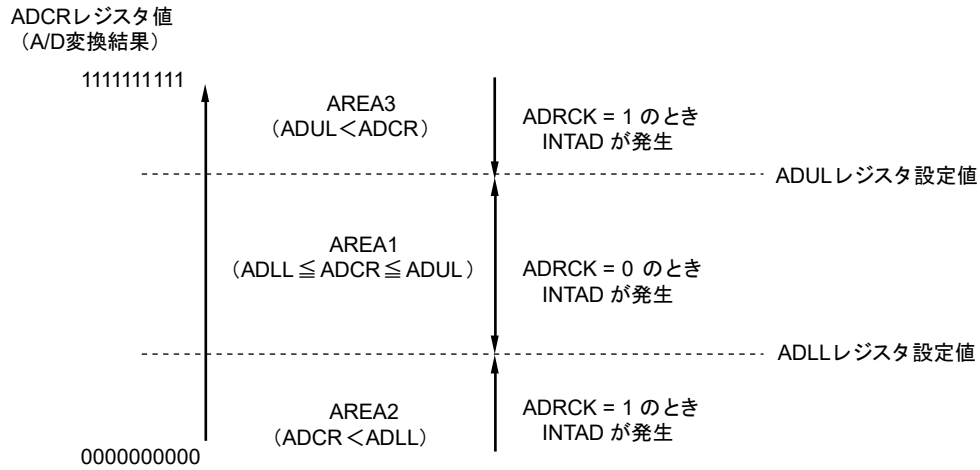 ADCRレジスタ値
（A/D変換結果）
1111111111
AREA3
（ADUL＜ADCR）
ADRCK = 1 のとき
INTAD が発生
ADULレジスタ設定値
AREA1
（ADLL≦ADCR≦ADUL）
ADRCK = 0 のとき
INTAD が発生
ADLLレジスタ設定値
AREA2
（ADCR＜ADLL）
ADRCK = 1 のとき
INTAD が発生
0000000000